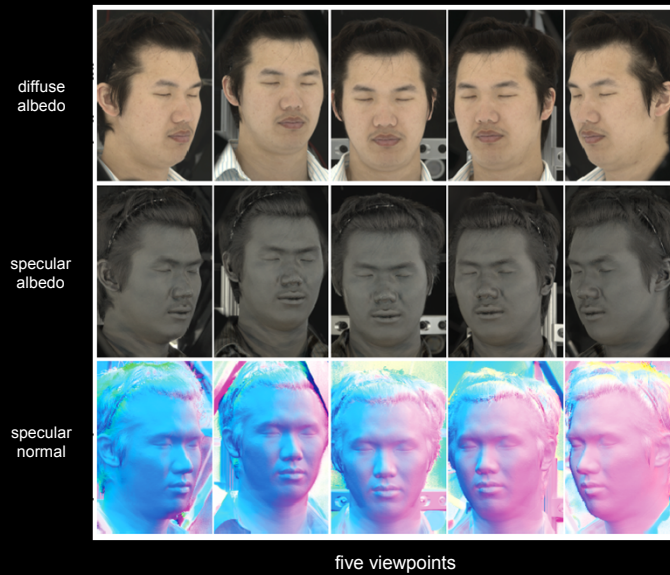 diffuse
albedo
specular
albedo
specular
normal
five viewpoints